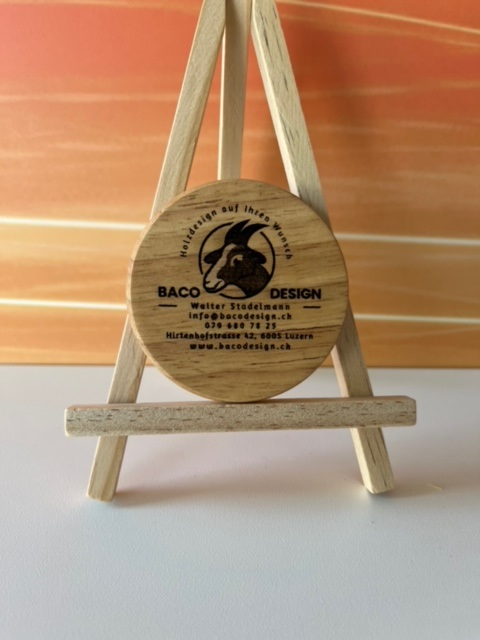 Holzdesign auf Ihren Wunsch
BACO DESIGN
Walter Stadelmann
info@bacodesign.ch
079 480 78 25
Hirtenhofstrasse 42, 6005 Luzern
www.bacodesign.ch